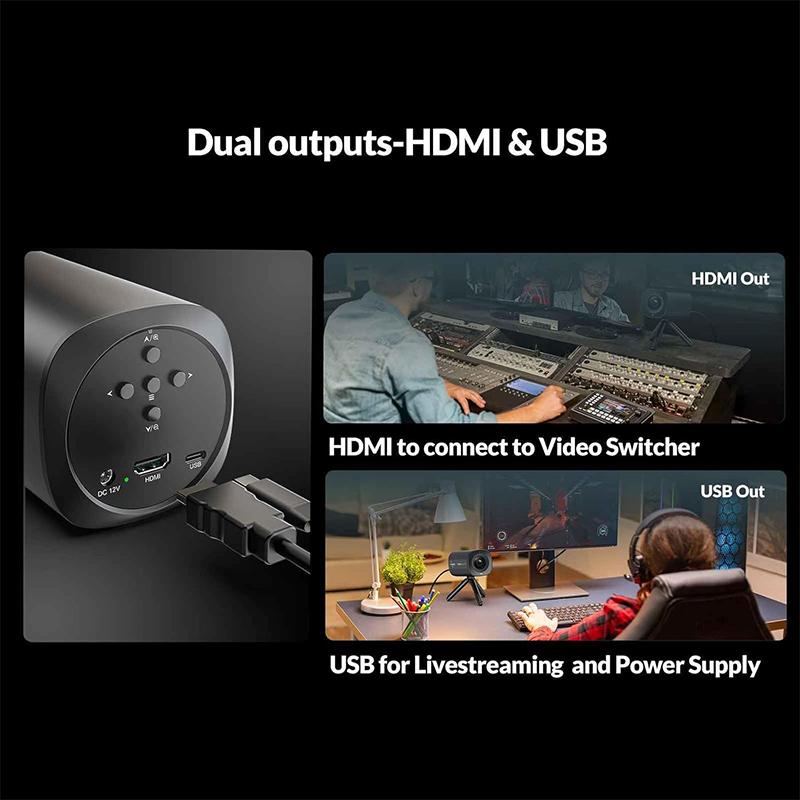 Dual outputs-HDMI & USB
HDMI Out
DC 12V
HDMI
USB
HDMI to connect to Video Switcher
USB Out
USB for Livestreaming and Power Supply